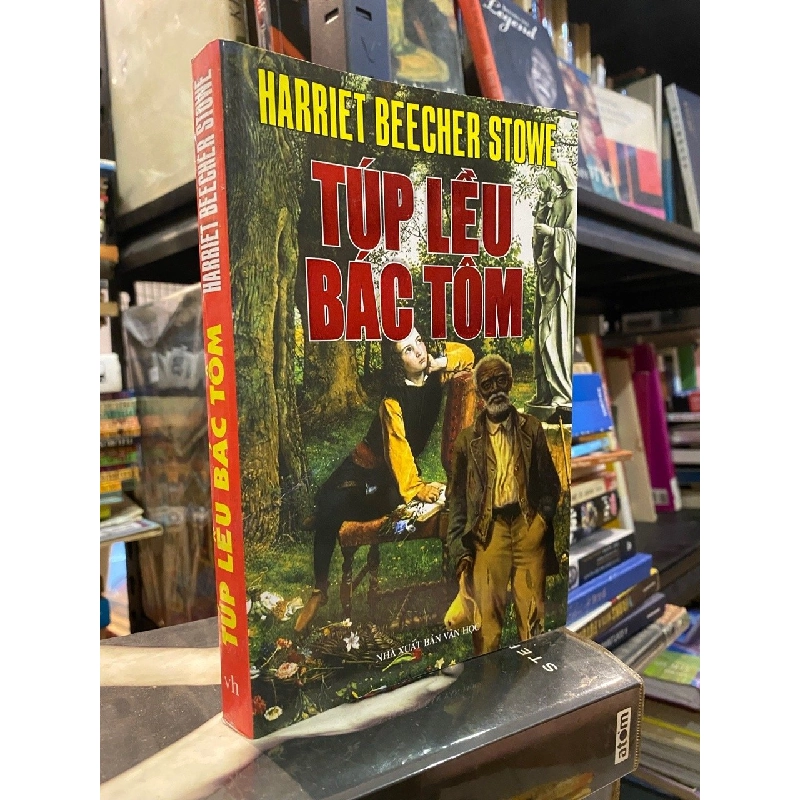 HARRIET BEECHER STOWE
TÚP LỀU
BÁC TÔM
NHÀ XUẤT BẢN VĂN HỌC
TÚP LỀU BÁC TÔM HARRIET BEECHER STOWE
vh
Legend
STE
atom